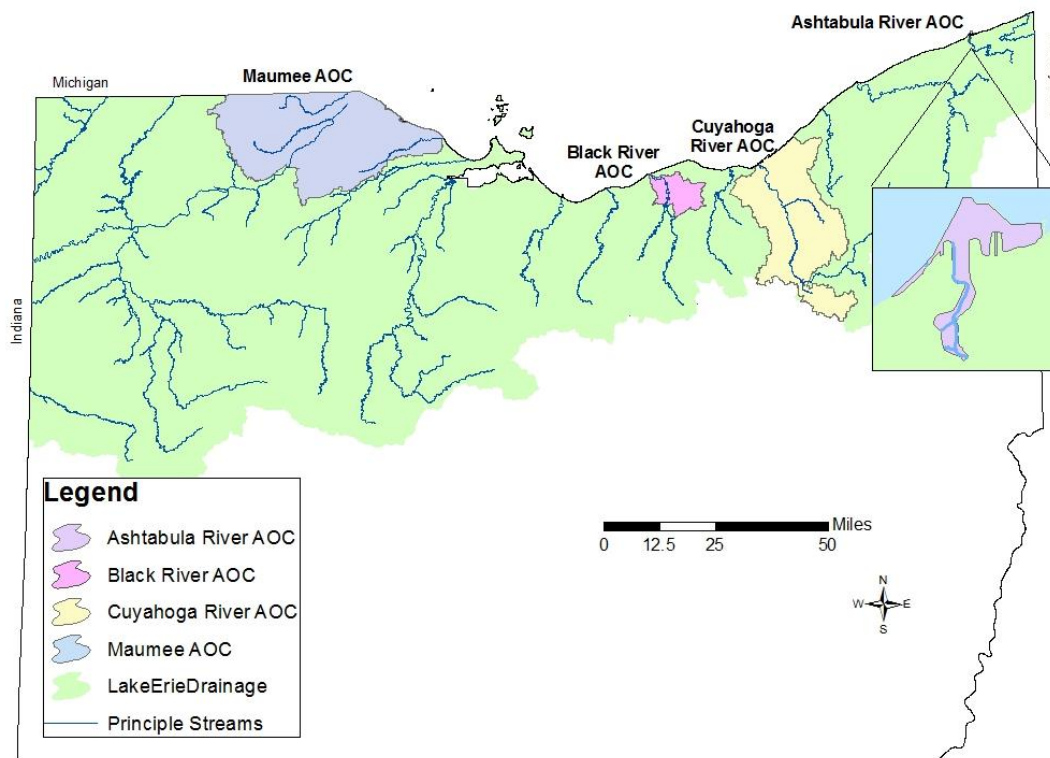 Ashtabula River AOC
Michigan
Maumee AOC
Cuyahoga
River AOC
Black River
AOC
Indiana
Legend
Ashtabula River AOC
Black River AOC
Cuyahoga River AOC
Maumee AOC
LakeErieDrainage
Principle Streams
Miles
0 12.5 25 50
N
W E
S